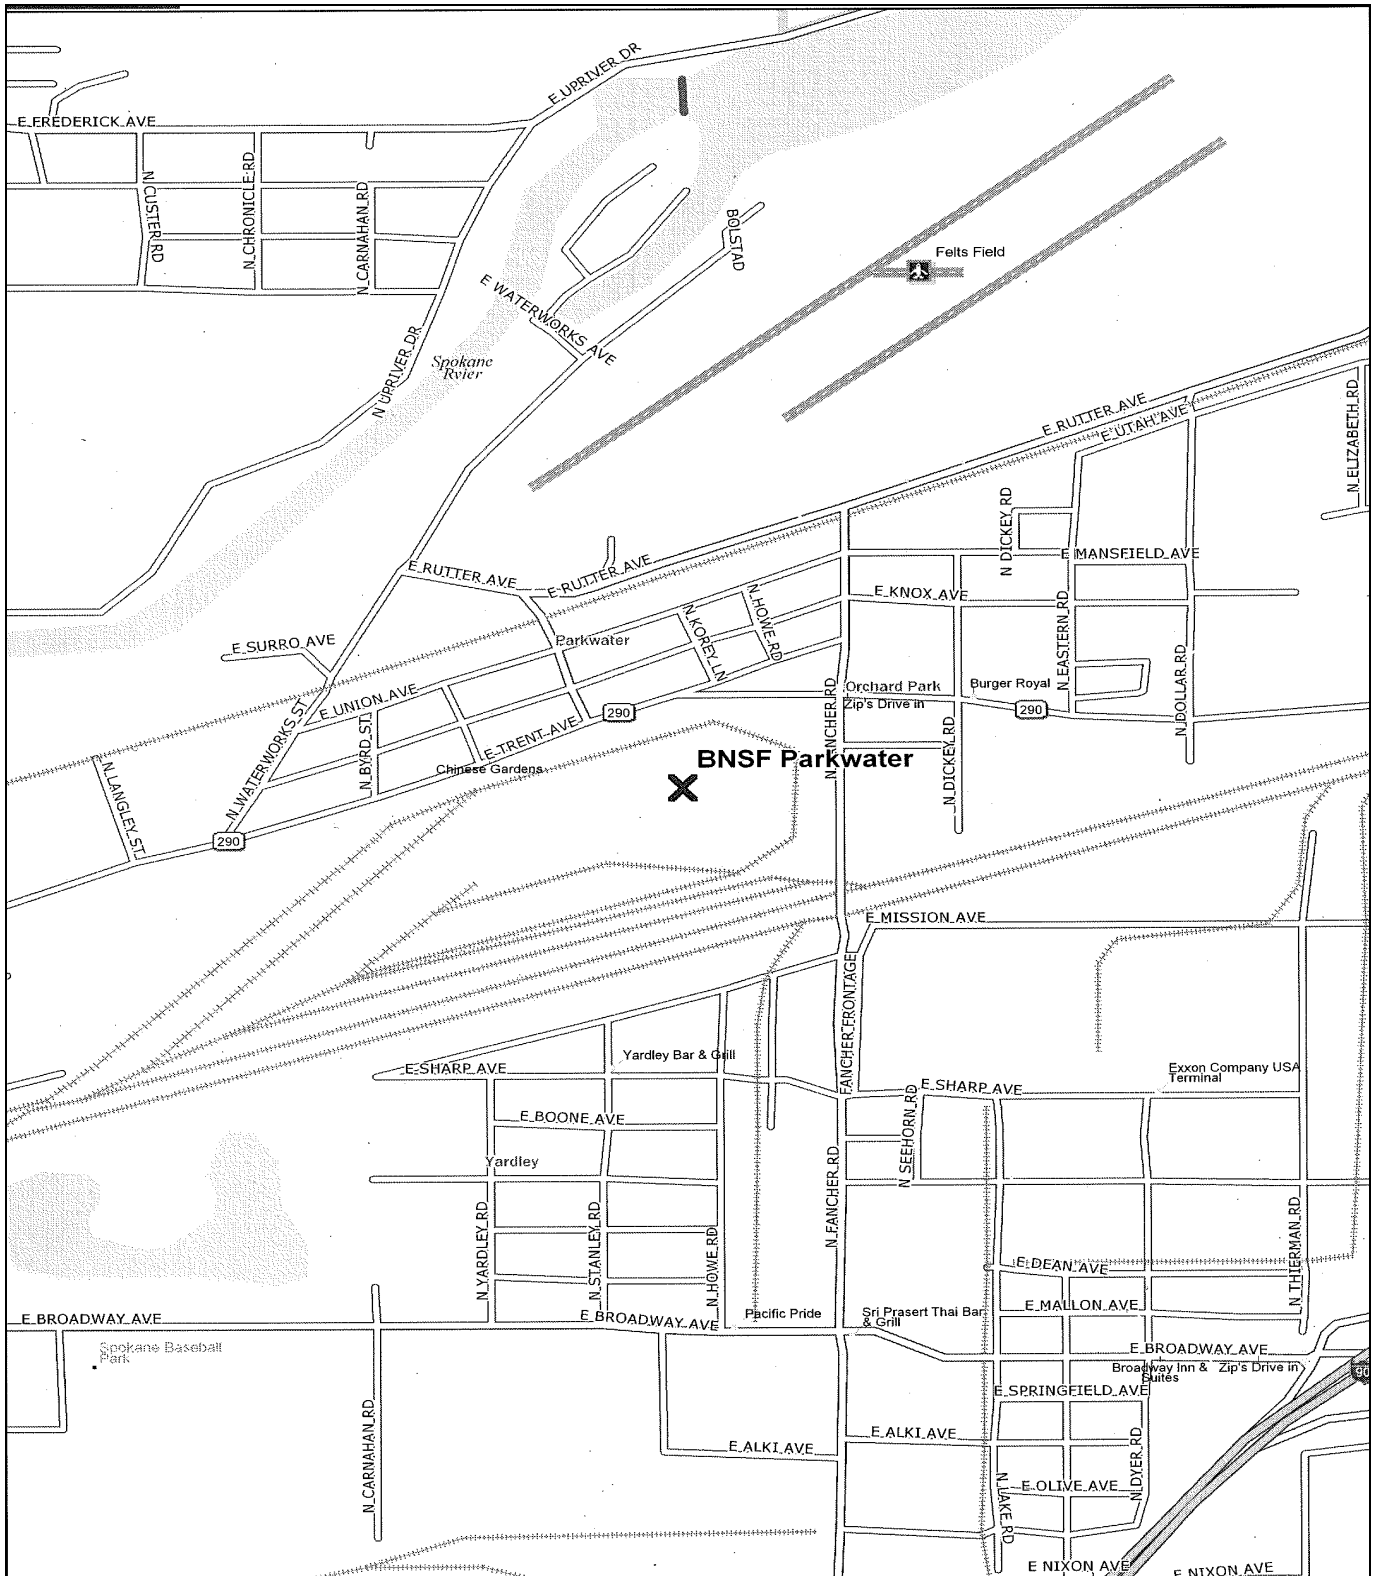 E UPRIVER DR
E FREDERICK AVE
N CUSTER RD
N CHRONICLE RD
N CARNAHAN RD
BOLSTAD
Felts Field
E WATERWORKS AVE
N UPRIVER DR
Spokane
Rvier
E RUTTER AVE
E UTAH AVE
N ELIZABETH RD
N DICKEY RD
E MANSFIELD AVE
E RUTTER AVE
E RUTTER AVE
E KNOX AVE
N HOWE RD
N KOREY LN
N EASTERN RD
E SURRO AVE
Parkwater
N DOLLAR RD
Orchard Park
Burger Royal
E UNION AVE
Zip's Drive in
290
290
N FANCHER RD
N WATERWORKS ST
N BYRD ST
E TRENT AVE
N DICKEY RD
BNSF Parkwater
Chinese Gardens
N LANGLEY ST
290
E MISSION AVE
FANCHER FRONTAGE
Yardley Bar & Grill
E SHARP AVE
Exxon Company USA
Terminal
E SHARP AVE
N SEEHORN RD
E BOONE AVE
Yardley
N FANCHER RD
N YARDLEY RD
N STANLEY RD
N HOWE RD
N THIERMAN RD
E DEAN AVE
E MALLON AVE
E BROADWAY AVE
E BROADWAY AVE
Pacific Pride
Sri Prasert Thai Bar
& Grill
Spokane Baseball
Park
E BROADWAY AVE
Broadway Inn &
Suites
Zip's Drive in
90
E SPRINGFIELD AVE
N CARNAHAN RD
E ALKI AVE
E ALKI AVE
N DYER RD
N LAKE RD
E OLIVE AVE
E NIXON AVE
E NIXON AVE